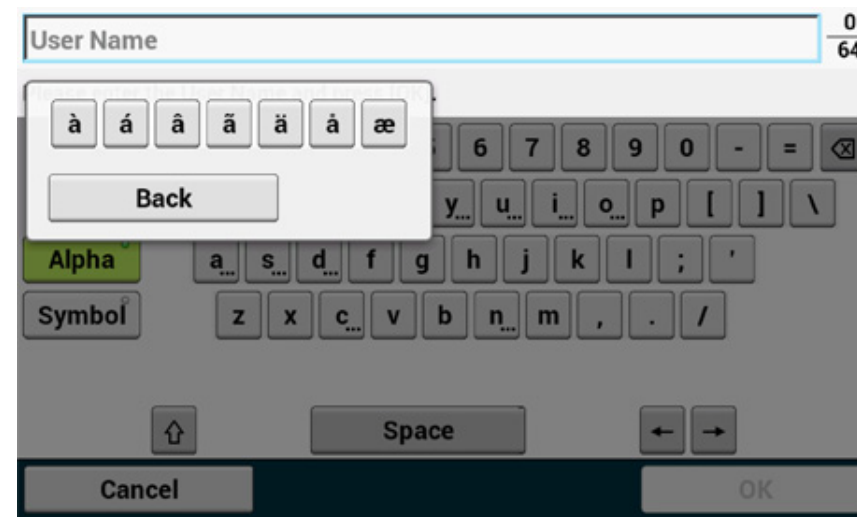 User Name
0
64
Please enter the User Name and press [OK].
à á â ã ä å æ
6 7 8 9 0 - =
Back
y... u... i... o... p [ ] \
Alpha a... s... d... f g h j k l ; '
Symbol z x c... v b n... m , . /
Space ← →
Cancel OK